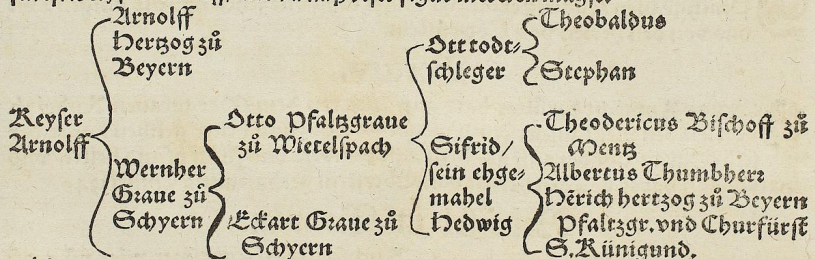 Keyser
Arnolff
Arnolff
Hertzog zů
Beyern
Wernher
Graue zů
Schyern
Otto Pfaltzgraue
zů Wietelspach
Eckart Graue zů
Schyern
Ott todt⸗
schleger
Sifrid/
sein ehge⸗
mahel
Hedwig
Theobaldus
Stephan
Theodericus Bischoff zů
Mentz
Albertus Thumbherr
Hērich hertzog zů Beyern
Pfaltzgr. vnd Churfürst
S. Künigund.